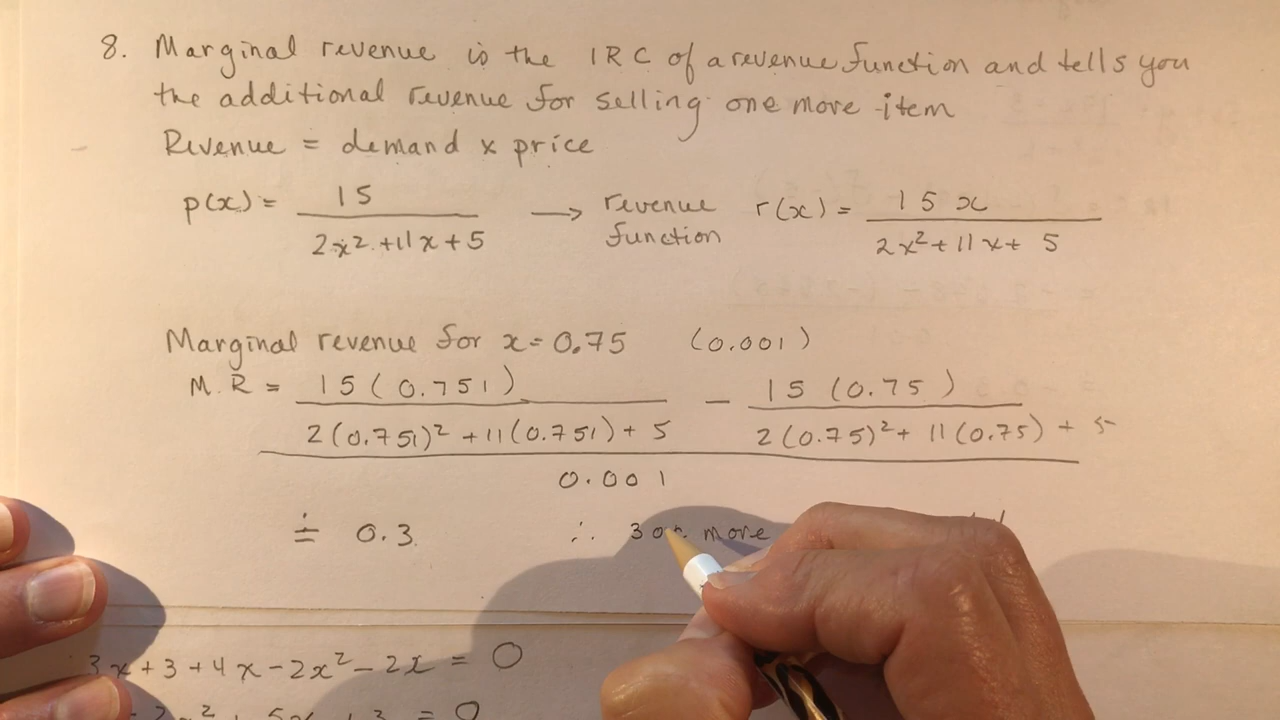 8. Marginal revenue is the IRC of a revenue function and tells you
the additional revenue for selling one more item
Revenue = demand x price
p(x) = 15 / 2x² + 11x + 5 → revenue function r(x) = 15x / 2x² + 11x + 5
Marginal revenue for x = 0.75 (0.001)
M.R = 15(0.751) / 2(0.751)² + 11(0.751) + 5 − 15(0.75) / 2(0.75)² + 11(0.75) + 5
0.001
≐ 0.3 ∴ more
3x + 3 + 4x − 2x² − 2x = 0
= 0